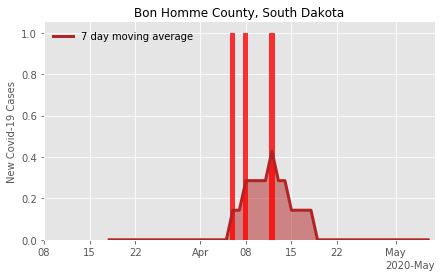 Bon Homme County, South Dakota
7 day moving average
New Covid-19 Cases
1.0
0.8
0.6
0.4
0.2
0.0
08 15 22 Apr 08 15 22 May
2020-May